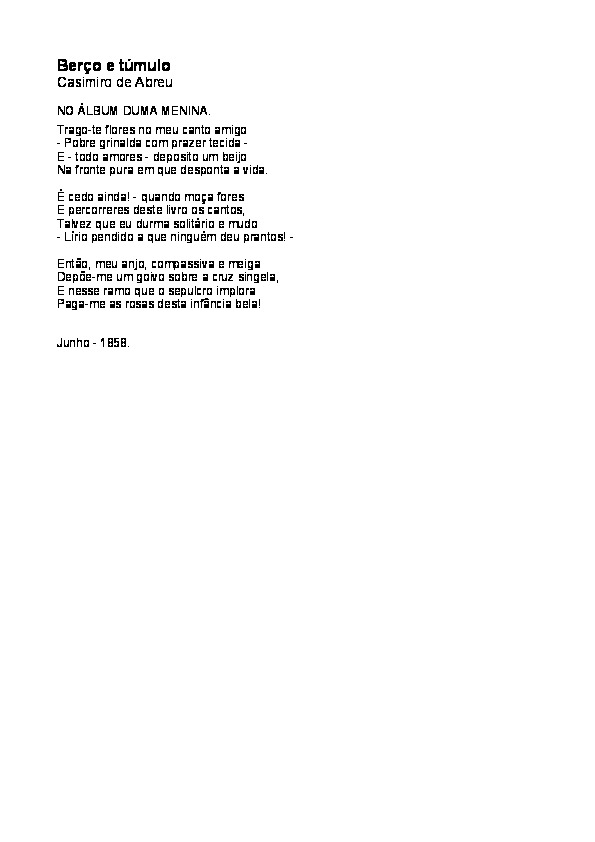 Berço e túmulo
Casimiro de Abreu
NO ÁLBUM DUMA MENINA.
Trago-te flores no meu canto amigo
- Pobre grinalda com prazer tecida -
E - todo amores - deposito um beijo
Na fronte pura em que desponta a vida.
É cedo ainda! - quando moça fores
E percorreres deste livro os cantos,
Talvez que eu durma solitário e mudo
- Lírio pendido a que ninguém deu prantos! -
Então, meu anjo, compassiva e meiga
Depõe-me um goivo sobre a cruz singela,
E nesse ramo que o sepulcro implora
Paga-me as rosas desta infância bela!
Junho - 1858.